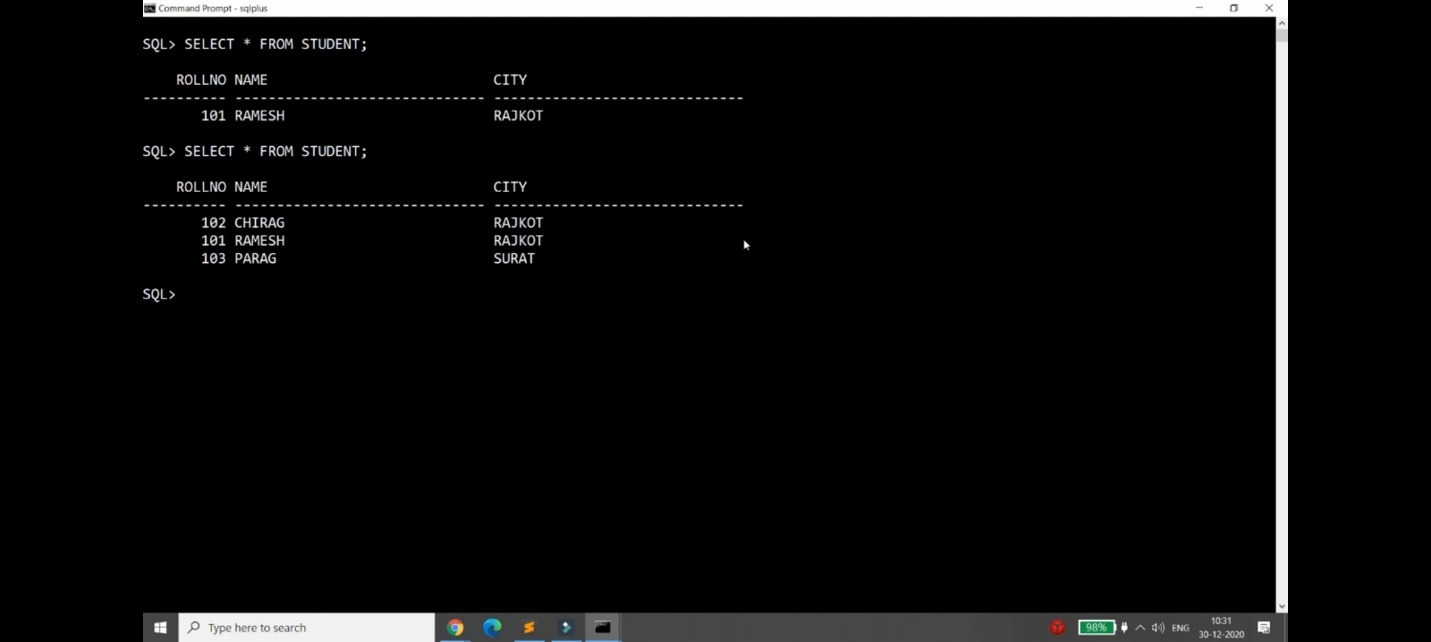 Command Prompt - sqlplus
SQL> SELECT * FROM STUDENT;
ROLLNO NAME CITY
---------- ------------------------------ ------------------------------
101 RAMESH RAJKOT
SQL> SELECT * FROM STUDENT;
ROLLNO NAME CITY
---------- ------------------------------ ------------------------------
102 CHIRAG RAJKOT
101 RAMESH RAJKOT
103 PARAG SURAT
SQL>
Type here to search
98%
ENG
10:31
30-12-2020